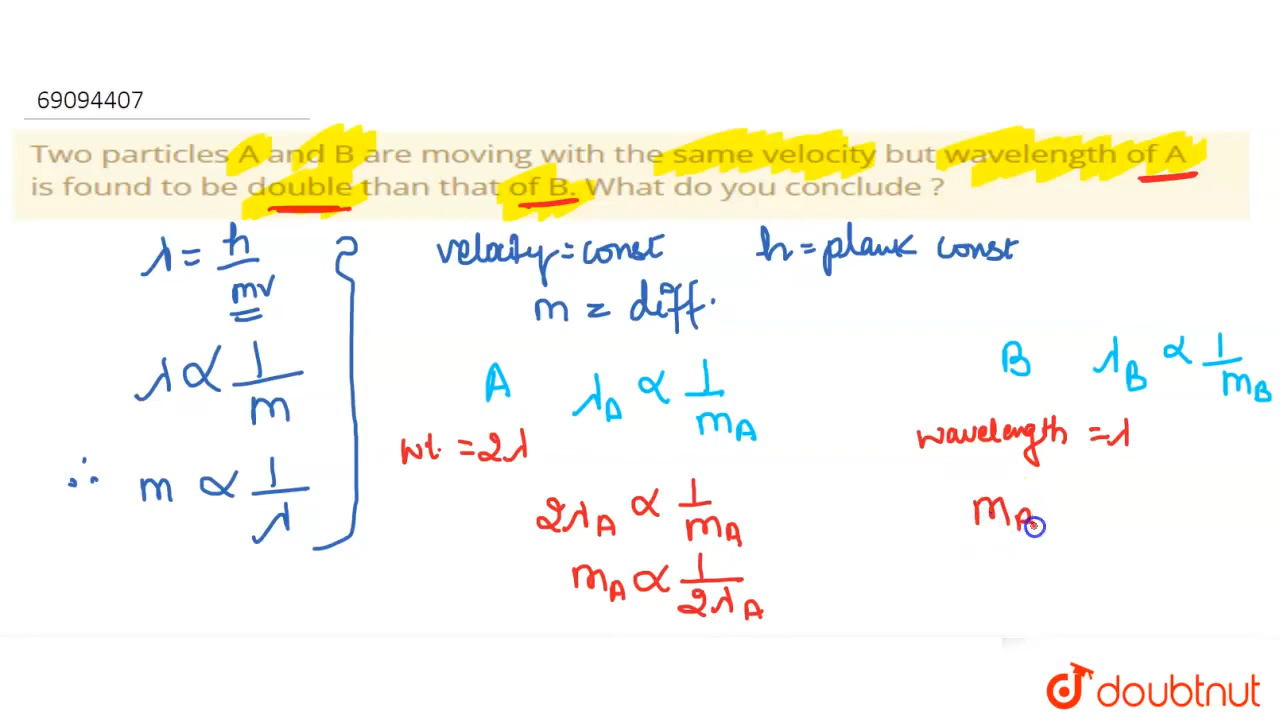 69094407
Two particles A and B are moving with the same velocity but wavelength of A
is found to be double than that of B. What do you conclude ?
λ = h/mv
velocity = const
h = plank const
m = diff.
λ ∝ 1/m
∴ m ∝ 1/λ
A λA ∝ 1/mA
wl. = 2λ
2λA ∝ 1/mA
mA ∝ 1/2λA
B λB ∝ 1/mB
wavelength = λ
mA
doubtnut